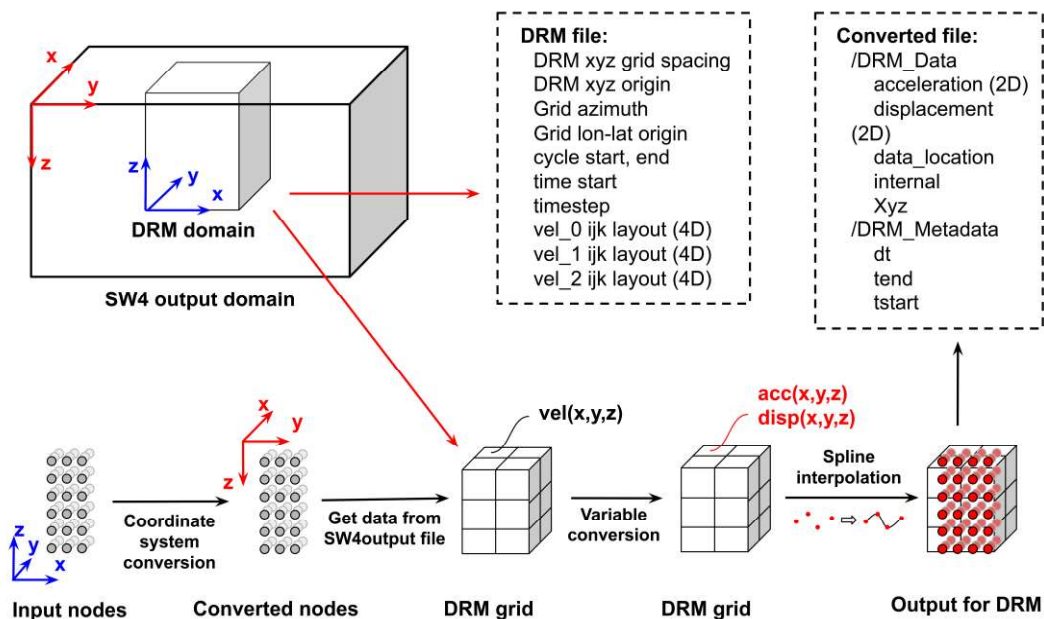 x
y
z
z
y
x
DRM domain
SW4 output domain
DRM file:
DRM xyz grid spacing
DRM xyz origin
Grid azimuth
Grid lon-lat origin
cycle start, end
time start
timestep
vel_0 ijk layout (4D)
vel_1 ijk layout (4D)
vel_2 ijk layout (4D)
Converted file:
/DRM_Data
acceleration (2D)
displacement
(2D)
data_location
internal
Xyz
/DRM_Metadata
dt
tend
tstart
z
y
x
Input nodes
Coordinate
system
conversion
x
y
z
Converted nodes
Get data from
SW4output file
vel(x,y,z)
DRM grid
Variable
conversion
acc(x,y,z)
disp(x,y,z)
DRM grid
Spline
interpolation
Output for DRM